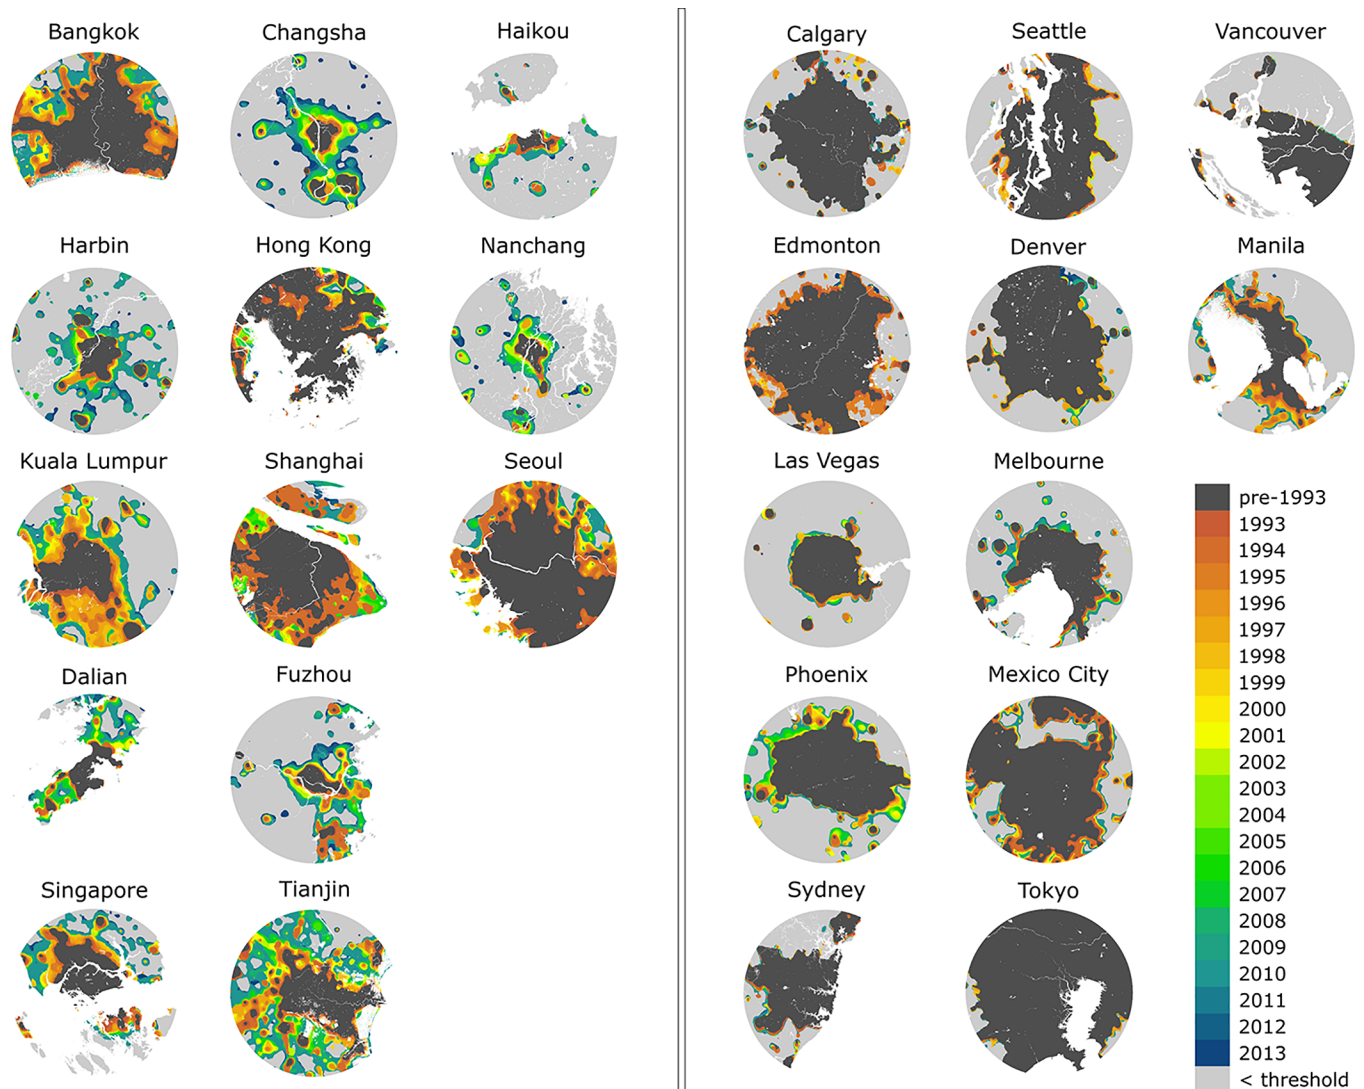 Bangkok
Changsha
Haikou
Harbin
Hong Kong
Nanchang
Kuala Lumpur
Shanghai
Seoul
Dalian
Fuzhou
Singapore
Tianjin
Calgary
Seattle
Vancouver
Edmonton
Denver
Manila
Las Vegas
Melbourne
Phoenix
Mexico City
Sydney
Tokyo
pre-1993
1993
1994
1995
1996
1997
1998
1999
2000
2001
2002
2003
2004
2005
2006
2007
2008
2009
2010
2011
2012
2013
< threshold